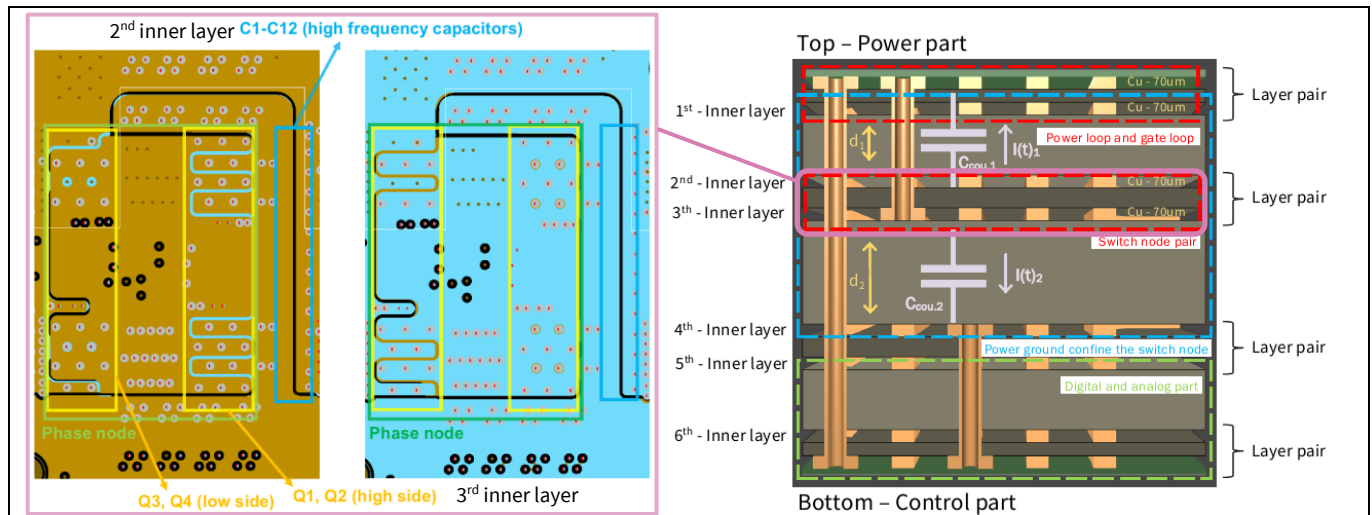 2nd inner layer
C1-C12 (high frequency capacitors)
Phase node
Phase node
Q3, Q4 (low side)
Q1, Q2 (high side)
3rd inner layer
Top – Power part
Cu - 70um
Layer pair
1st - Inner layer
Cu - 70um
Power loop and gate loop
d1
Ccou.1
I(t)1
2nd - Inner layer
Cu - 70um
Layer pair
3th - Inner layer
Cu - 70um
Switch node pair
d2
Ccou.2
I(t)2
4th - Inner layer
Power ground confine the switch node
Layer pair
5th - Inner layer
Digital and analog part
6th - Inner layer
Layer pair
Bottom – Control part